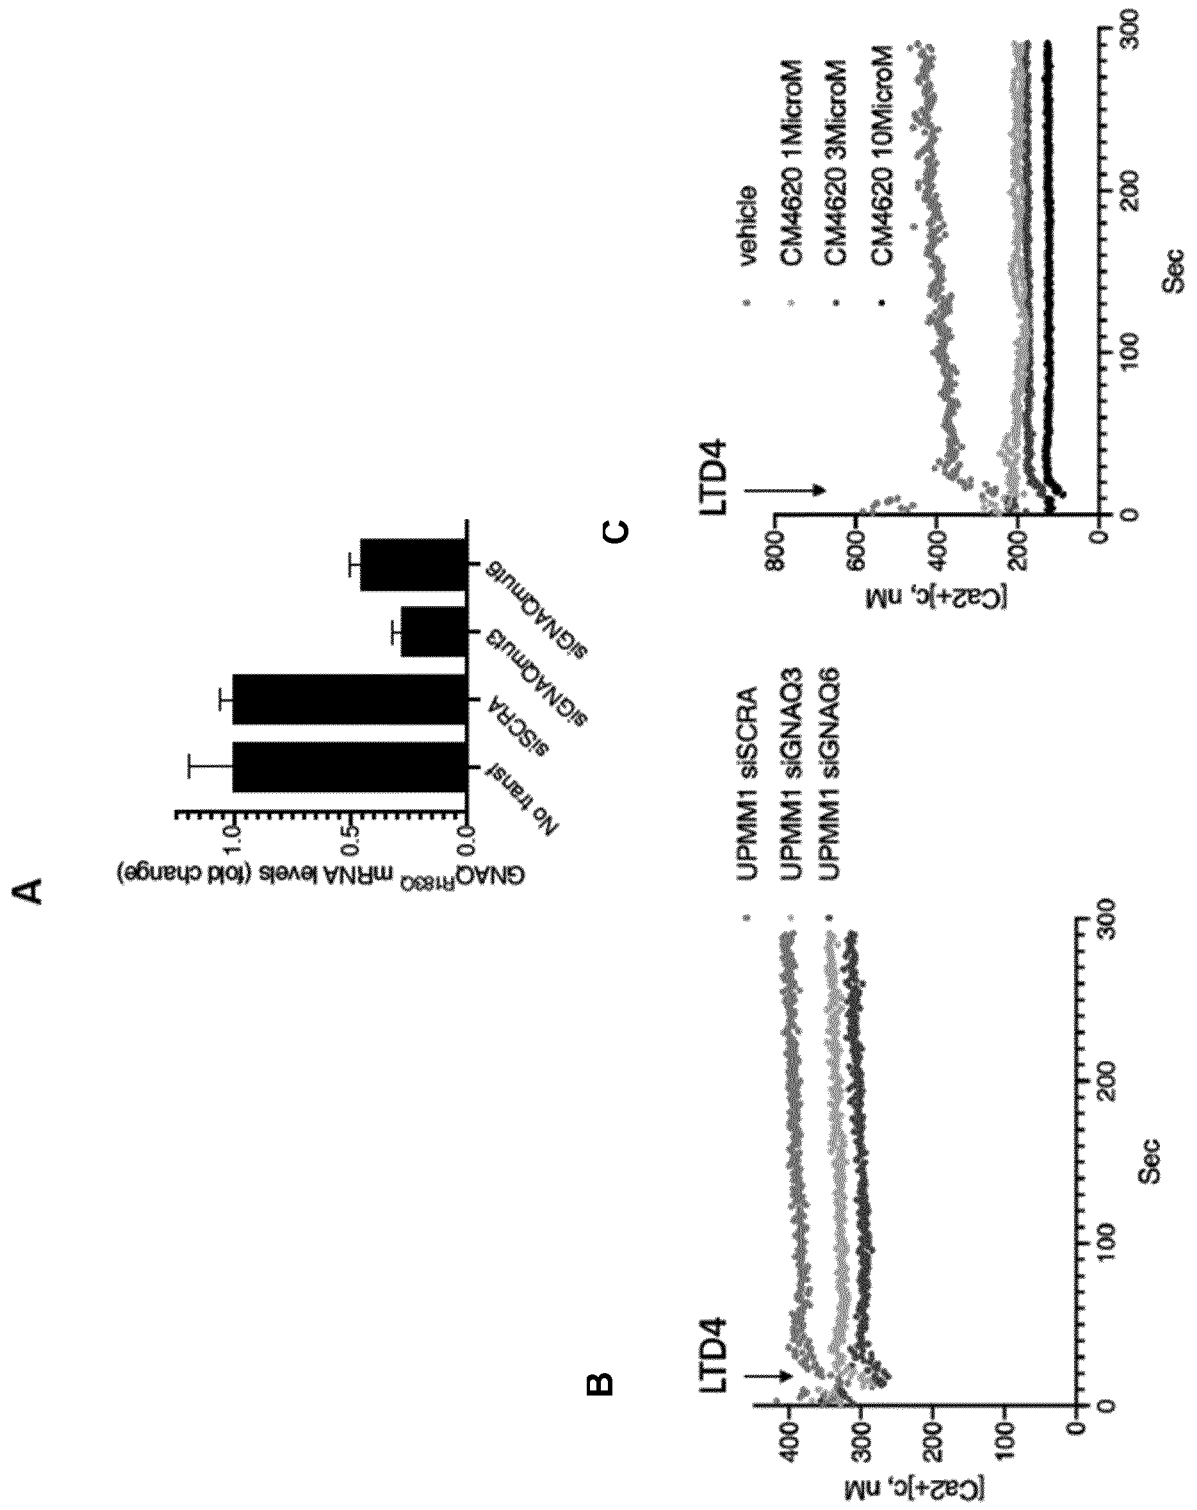 A
GNAQR183Q mRNA levels (fold change)
1.0
0.5
0.0
No transf
siSCRA
siGNAQmut3
siGNAQmut6
B
LTD4
UPMM1 siSCRA
UPMM1 siGNAQ3
UPMM1 siGNAQ6
[Ca2+]c, nM
400
300
200
100
0
0 100 200 300
Sec
C
LTD4
vehicle
CM4620 1MicroM
CM4620 3MicroM
CM4620 10MicroM
[Ca2+]c, nM
800
600
400
200
0
0 100 200 300
Sec